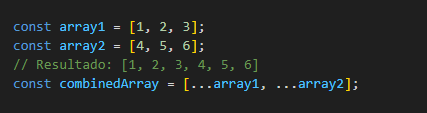 const array1 = [1, 2, 3];
const array2 = [4, 5, 6];
// Resultado: [1, 2, 3, 4, 5, 6]
const combinedArray = [...array1, ...array2];